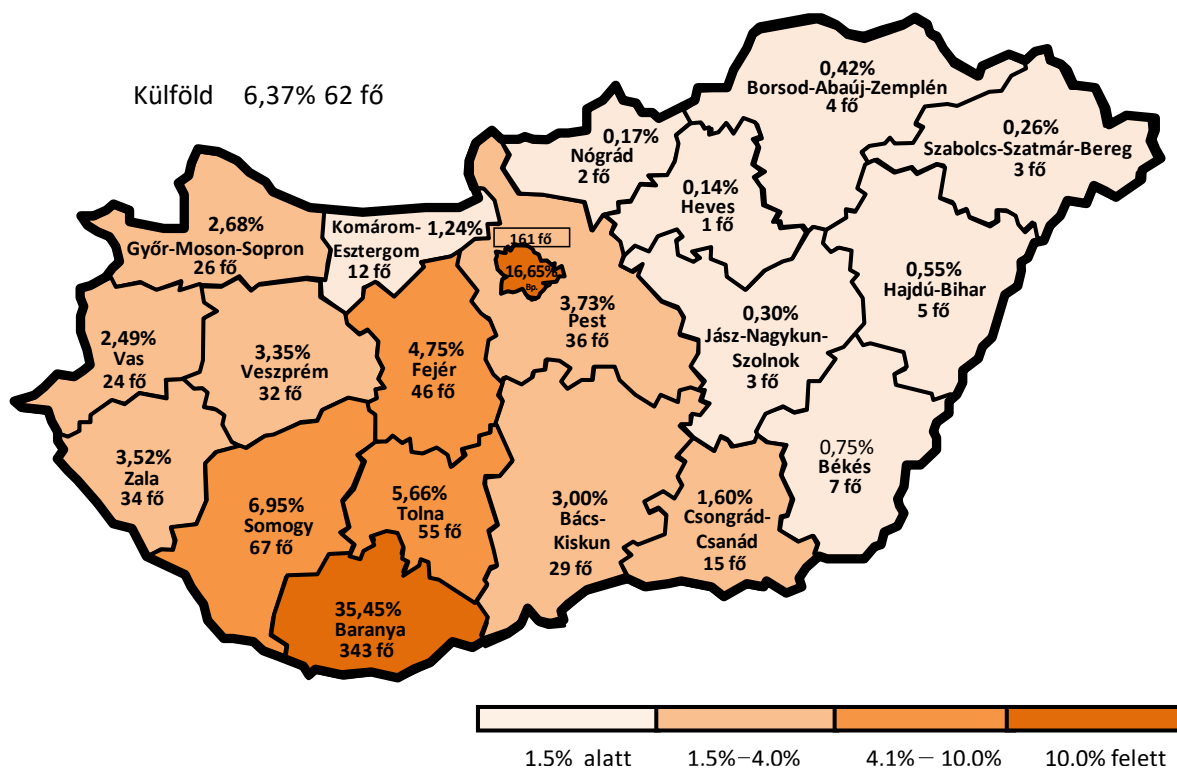 Külföld 6,37% 62 fő
0,42%
Borsod-Abaúj-Zemplén
4 fő
0,26%
Szabolcs-Szatmár-Bereg
3 fő
0,17%
Nógrád
2 fő
0,14%
Heves
1 fő
2,68%
Győr-Moson-Sopron
26 fő
Komárom- 1,24%
Esztergom
12 fő
161 fő
16,65%
Bp.
3,73%
Pest
36 fő
0,55%
Hajdú-Bihar
5 fő
0,30%
Jász-Nagykun-
Szolnok
3 fő
2,49%
Vas
24 fő
3,35%
Veszprém
32 fő
4,75%
Fejér
46 fő
0,75%
Békés
7 fő
3,52%
Zala
34 fő
6,95%
Somogy
67 fő
5,66%
Tolna
55 fő
3,00%
Bács-
Kiskun
29 fő
1,60%
Csongrád-
Csanád
15 fő
35,45%
Baranya
343 fő
1.5% alatt 1.5%–4.0% 4.1%– 10.0% 10.0% felett